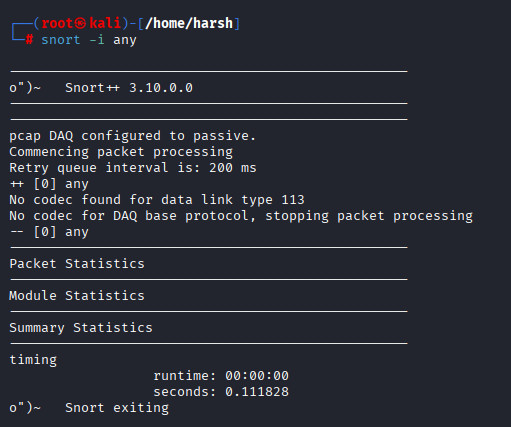 ┌──(root㉿kali)-[/home/harsh]
└─# snort -i any
--------------------------------------------------
o")~   Snort++ 3.10.0.0
--------------------------------------------------
--------------------------------------------------
pcap DAQ configured to passive.
Commencing packet processing
Retry queue interval is: 200 ms
++ [0] any
No codec found for data link type 113
No codec for DAQ base protocol, stopping packet processing
-- [0] any
--------------------------------------------------
Packet Statistics
--------------------------------------------------
Module Statistics
--------------------------------------------------
Summary Statistics
--------------------------------------------------
timing
                  runtime: 00:00:00
                  seconds: 0.111828
o")~   Snort exiting